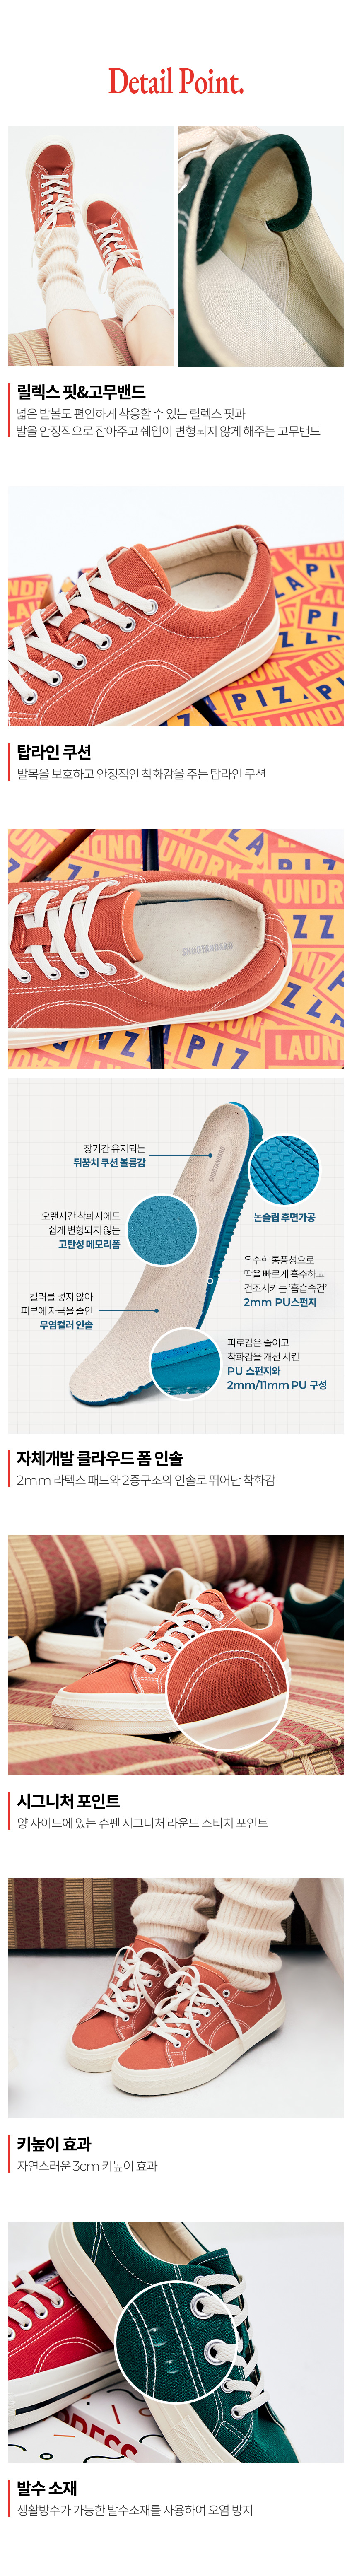 Detail Point.
릴렉스 핏&고무밴드
넓은 발볼도 편안하게 착용할 수 있는 릴렉스 핏과
발을 안정적으로 잡아주고 쉐입이 변형되지 않게 해주는 고무밴드
PIZ
탑라인 쿠션
발목을 보호하고 안정적인 착화감을 주는 탑라인 쿠션
LAUNDR
SHOOTANDARD
PIZ
LAUN
장기간 유지되는
뒤꿈치 쿠션 볼륨감
논슬립 후면가공
오랜시간 착화시에도
쉽게 변형되지 않는
고탄성 메모리폼
우수한 통풍성으로
땀을 빠르게 흡수하고
건조시키는 '흡습속건'
2mm PU스펀지
컬러를 넣지 않아
피부에 자극을 줄인
무염컬러 인솔
피로감은 줄이고
착화감을 개선 시킨
PU 스펀지와
2mm/11mm PU 구성
자체개발 클라우드 폼 인솔
2mm 라텍스 패드와 2중구조의 인솔로 뛰어난 착화감
시그니처 포인트
양 사이드에 있는 슈펜 시그니처 라운드 스티치 포인트
키높이 효과
자연스러운 3cm 키높이 효과
발수 소재
생활방수가 가능한 발수소재를 사용하여 오염 방지